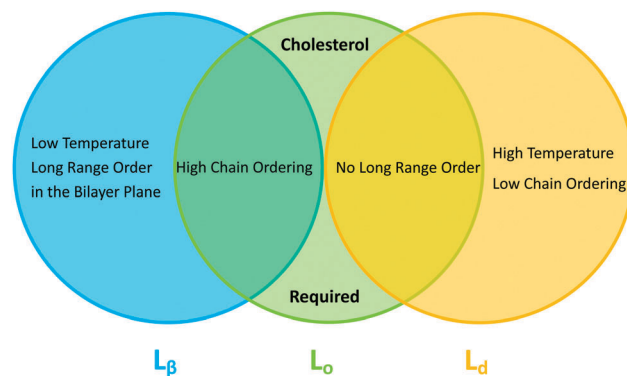 Cholesterol
Low Temperature
Long Range Order
in the Bilayer Plane
High Chain Ordering
No Long Range Order
High Temperature
Low Chain Ordering
Required
Lβ
Lo
Ld